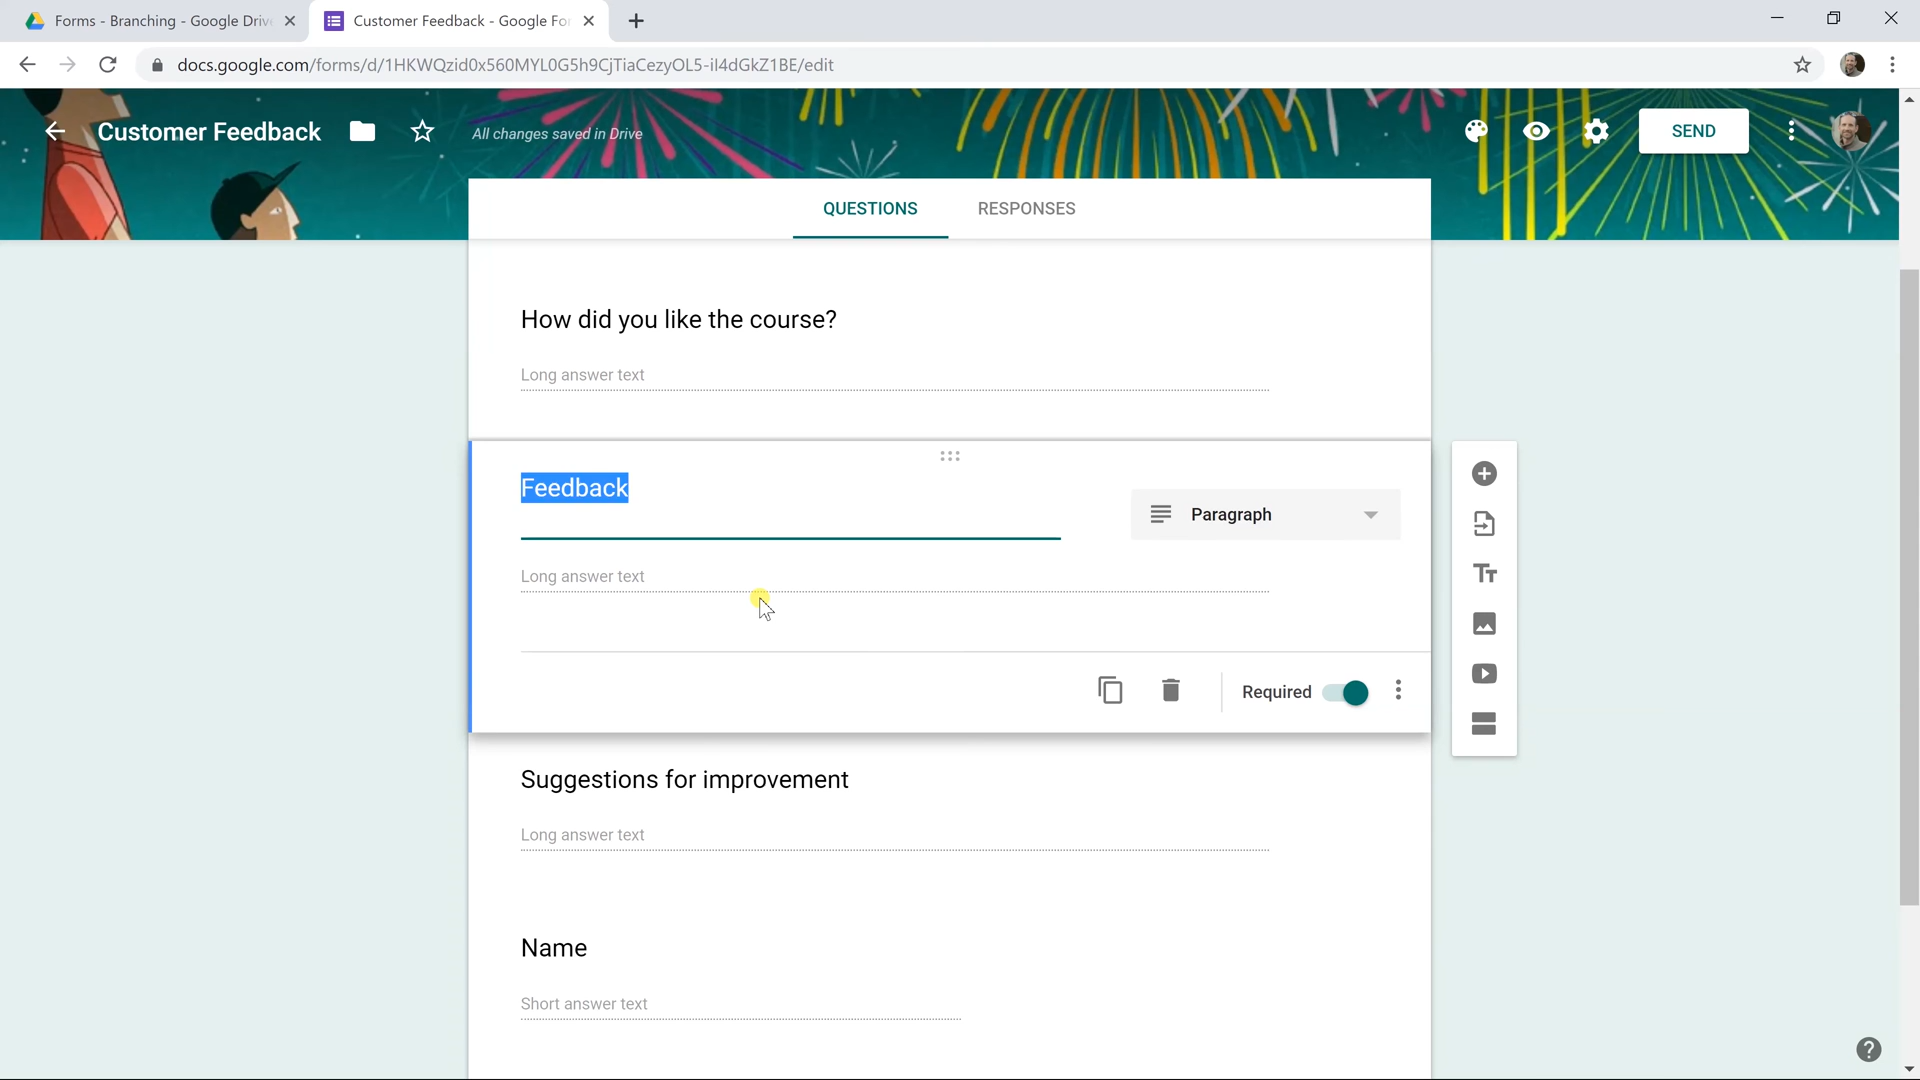 Forms - Branching - Google Driv
Customer Feedback - Google For
docs.google.com/forms/d/1HKWQzid0x560MYL0G5h9CjTiaCezyOL5-iI4dGkZ1BE/edit
Customer Feedback
All changes saved in Drive
SEND
QUESTIONS
RESPONSES
How did you like the course?
Long answer text
Feedback
Paragraph
Long answer text
Required
Suggestions for improvement
Long answer text
Name
Short answer text